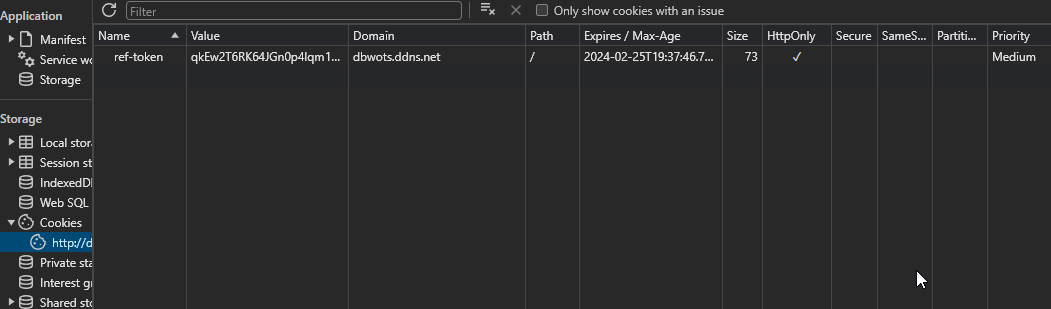 Application
Filter
Only show cookies with an issue
Manifest
Service wo
Storage
Name Value Domain Path Expires / Max-Age Size HttpOnly Secure SameS... Partiti... Priority
ref-token qkEw2T6RK64JGn0p4lqm1... dbwots.ddns.net / 2024-02-25T19:37:46.7... 73 ✓ Medium
Storage
Local stora
Session st
IndexedDB
Web SQL
Cookies
http://d
Private sta
Interest gr
Shared sto